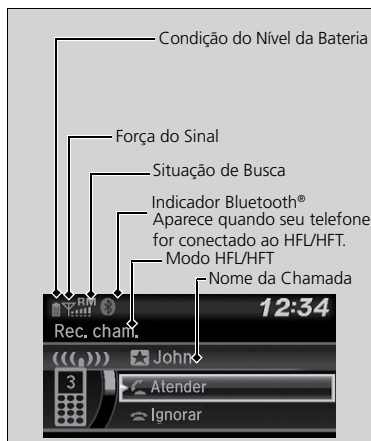 Condição do Nível da Bateria
Força do Sinal
Situação de Busca
Indicador Bluetooth®
Aparece quando seu telefone
for conectado ao HFL/HFT.
Modo HFL/HFT
Nome da Chamada
RM
12:34
Rec. cham.
John
3
Atender
Ignorar